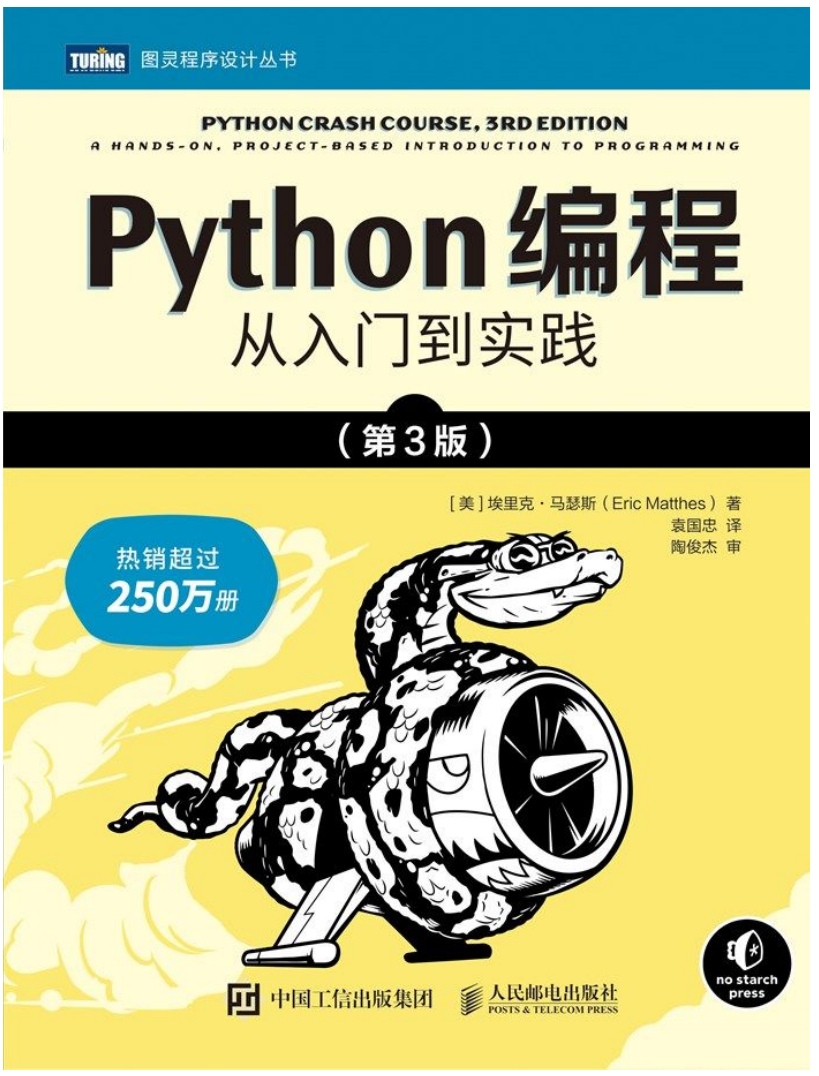 TURING 图灵程序设计丛书
PYTHON CRASH COURSE, 3RD EDITION
A HANDS-ON, PROJECT-BASED INTRODUCTION TO PROGRAMMING
Python 编程
从入门到实践
（第3版）
[美]埃里克·马瑟斯（Eric Matthes）著
袁国忠 译
陶俊杰 审
热销超过
250万册
no starch
press
中国工信出版集团
人民邮电出版社
POSTS & TELECOM PRESS